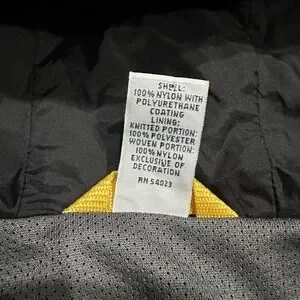 SHELL:
100% NYLON WITH
POLYURETHANE
COATING
LINING:
KNITTED PORTION:
100% POLYESTER
WOVEN PORTION:
100% NYLON
EXCLUSIVE OF
DECORATION
RN 54023